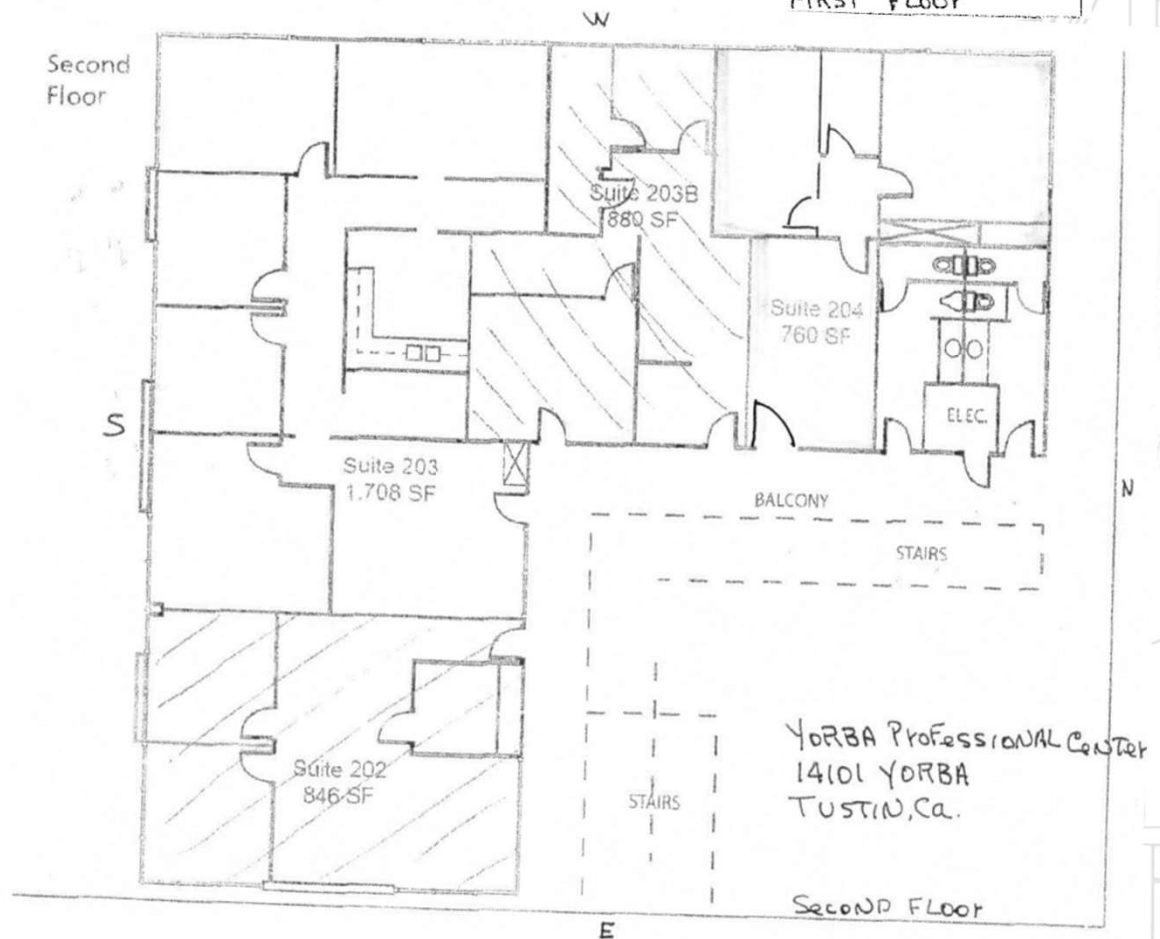 FIRST FLOOR
W
Second
Floor
Suite 203B
880 SF
Suite 204
760 SF
ELEC.
S
Suite 203
1.708 SF
BALCONY
N
STAIRS
Suite 202
846 SF
STAIRS
YORBA PROFESSIONAL CENTER
14101 YORBA
TUSTIN, Ca.
SECOND FLOOR
E